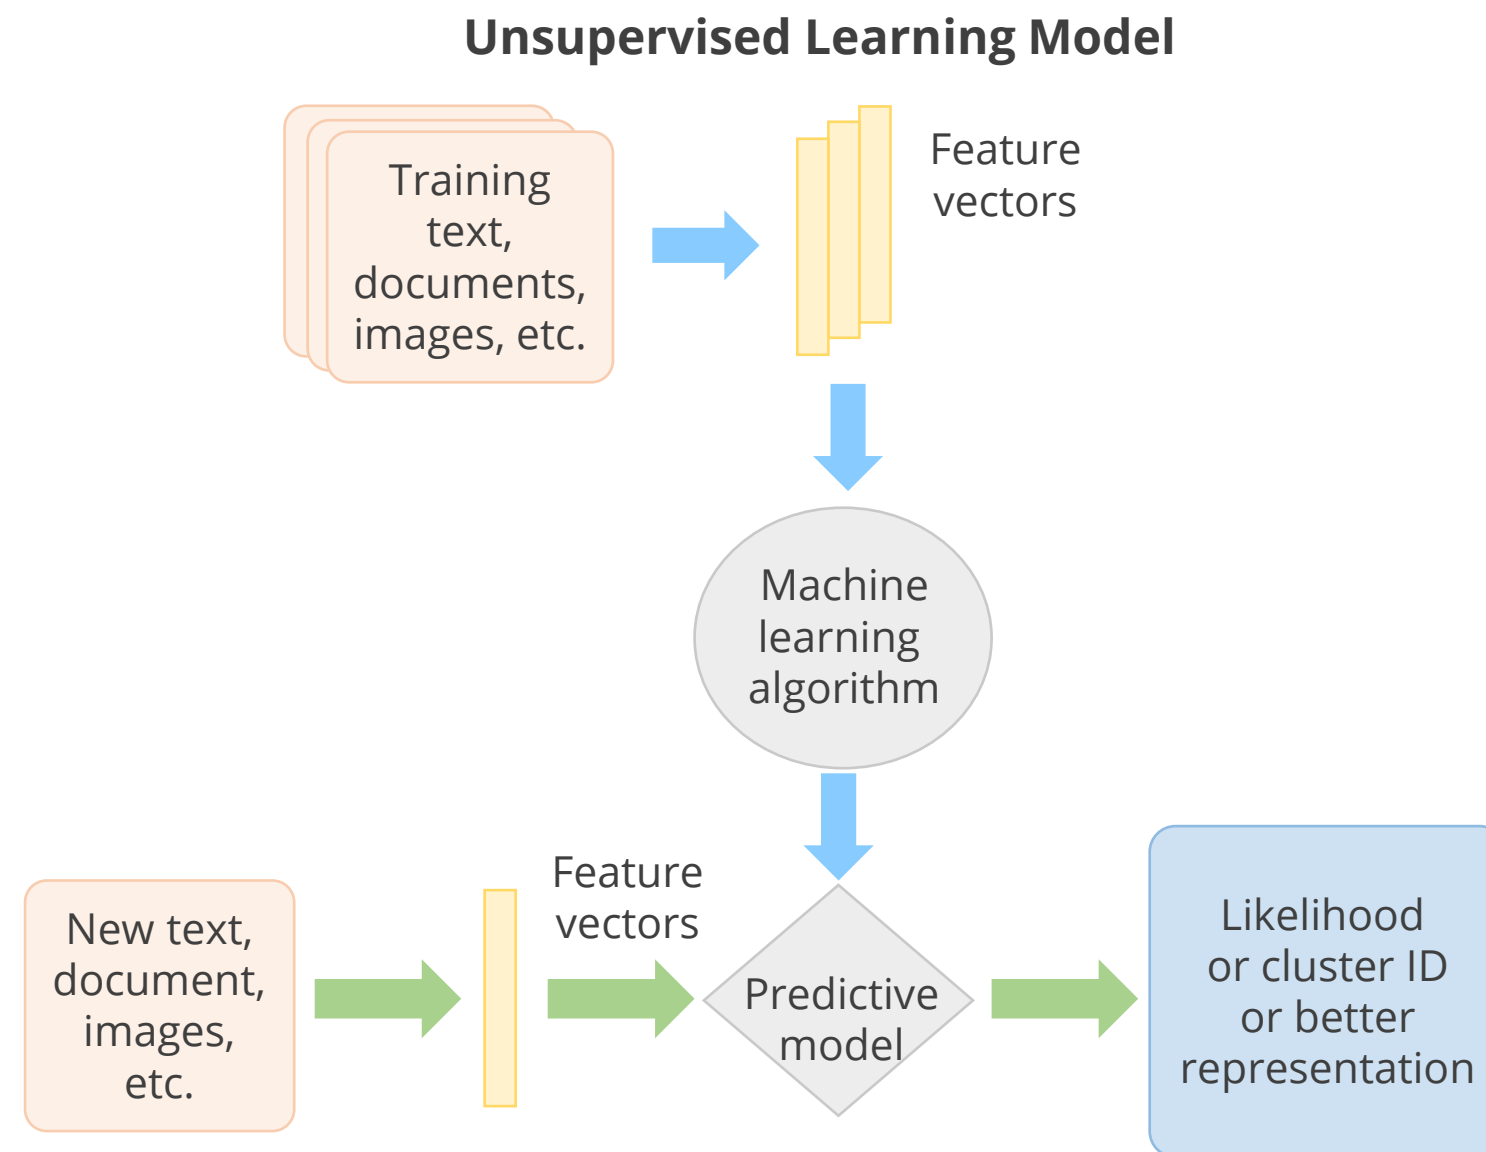 Unsupervised Learning Model
Training
text,
documents,
images, etc.
Feature
vectors
Machine
learning
algorithm
Feature
vectors
New text,
document,
images,
etc.
Predictive
model
Likelihood
or cluster ID
or better
representation